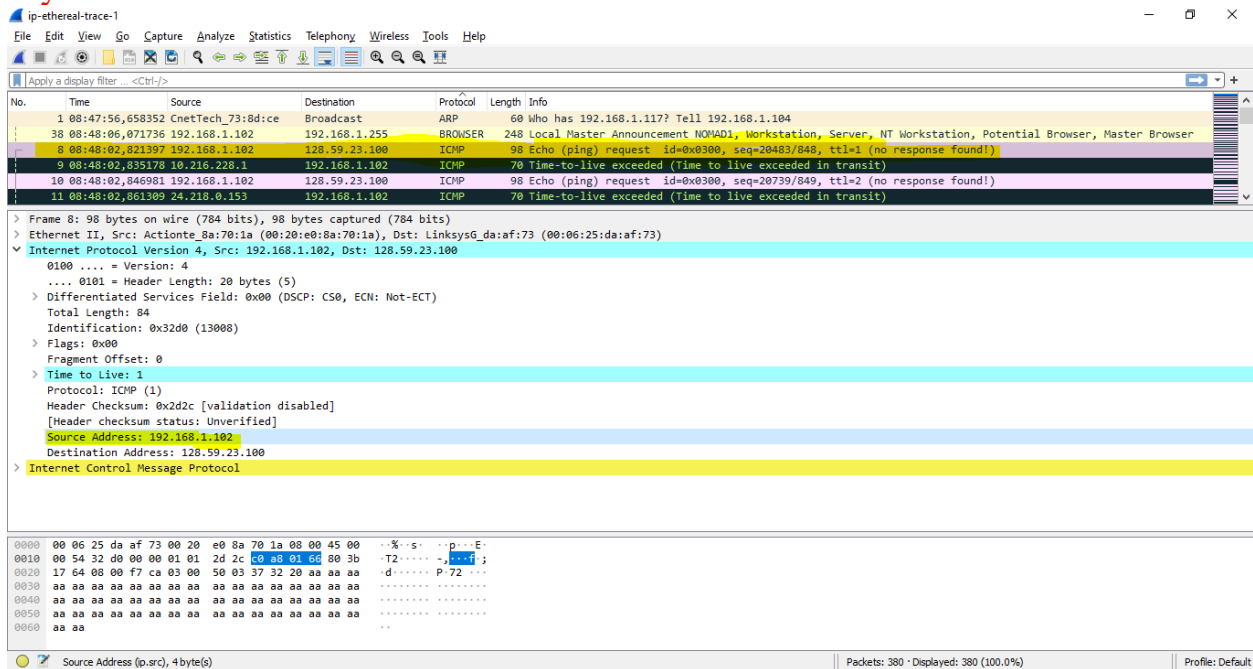 ip-ethereal-trace-1
File Edit View Go Capture Analyze Statistics Telephony Wireless Tools Help
Apply a display filter ... <Ctrl-/>
No. Time Source Destination Protocol Length Info
1 08:47:56,658352 CnetTech_73:8d:ce Broadcast ARP 60 Who has 192.168.1.117? Tell 192.168.1.104
38 08:48:06,071736 192.168.1.102 192.168.1.255 BROWSER 248 Local Master Announcement NOMAD1, Workstation, Server, NT Workstation, Potential Browser, Master Browser
8 08:48:02,821397 192.168.1.102 128.59.23.100 ICMP 98 Echo (ping) request id=0x0300, seq=20483/848, ttl=1 (no response found!)
9 08:48:02,835178 10.216.228.1 192.168.1.102 ICMP 70 Time-to-live exceeded (Time to live exceeded in transit)
10 08:48:02,846981 192.168.1.102 128.59.23.100 ICMP 98 Echo (ping) request id=0x0300, seq=20739/849, ttl=2 (no response found!)
11 08:48:02,861309 24.218.0.153 192.168.1.102 ICMP 70 Time-to-live exceeded (Time to live exceeded in transit)
> Frame 8: 98 bytes on wire (784 bits), 98 bytes captured (784 bits)
> Ethernet II, Src: Actionte_8a:70:1a (00:20:e0:8a:70:1a), Dst: LinksysG_da:af:73 (00:06:25:da:af:73)
Internet Protocol Version 4, Src: 192.168.1.102, Dst: 128.59.23.100
0100 .... = Version: 4
.... 0101 = Header Length: 20 bytes (5)
> Differentiated Services Field: 0x00 (DSCP: CS0, ECN: Not-ECT)
Total Length: 84
Identification: 0x32d0 (13008)
> Flags: 0x00
Fragment Offset: 0
> Time to Live: 1
Protocol: ICMP (1)
Header Checksum: 0x2d2c [validation disabled]
[Header checksum status: Unverified]
Source Address: 192.168.1.102
Destination Address: 128.59.23.100
> Internet Control Message Protocol
0000 00 06 25 da af 73 00 20 e0 8a 70 1a 08 00 45 00 ··%··s· ··p···E·
0010 00 54 32 d0 00 00 01 01 2d 2c c0 a8 01 66 80 3b ·T2····· -,···f·;
0020 17 64 08 00 f7 ca 03 00 50 03 37 32 20 aa aa aa ·d······ P·72 ···
0030 aa aa aa aa aa aa aa aa aa aa aa aa aa aa aa aa ········ ········
0040 aa aa aa aa aa aa aa aa aa aa aa aa aa aa aa aa ········ ········
0050 aa aa aa aa aa aa aa aa aa aa aa aa aa aa aa aa ········ ········
0060 aa aa ··
Source Address (ip.src), 4 byte(s) Packets: 380 · Displayed: 380 (100.0%) Profile: Default